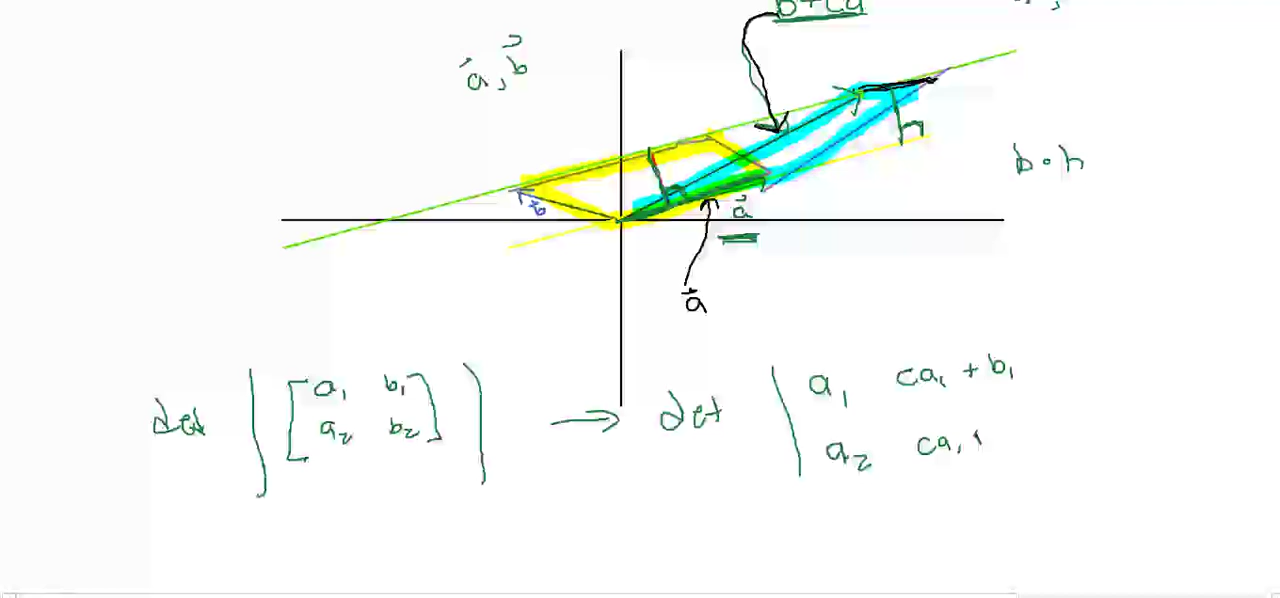 b+ca
a, b
h
b
h
b·h
a
a
det | [ a₁ b₁ | → det | a₁ ca₁ + b₁
a₂ b₂ ] | a₂ ca₁